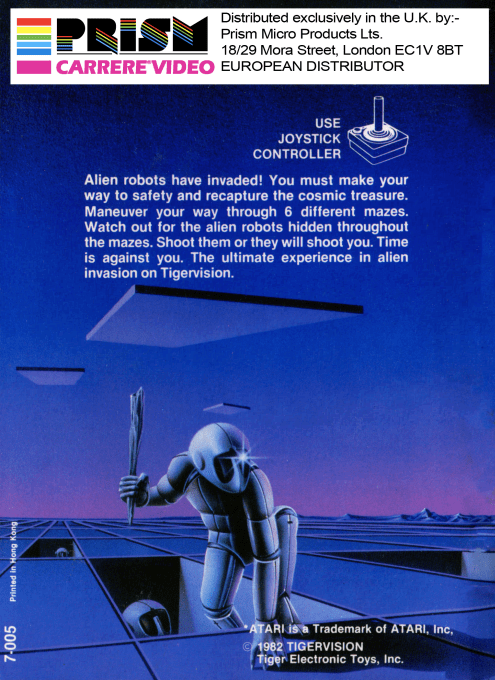 PRISM
CARRERE VIDEO
Distributed exclusively in the U.K. by:-
Prism Micro Products Lts.
18/29 Mora Street, London EC1V 8BT
EUROPEAN DISTRIBUTOR
USE
JOYSTICK
CONTROLLER
Alien robots have invaded! You must make your
way to safety and recapture the cosmic treasure.
Maneuver your way through 6 different mazes.
Watch out for the alien robots hidden throughout
the mazes. Shoot them or they will shoot you. Time
is against you. The ultimate experience in alien
invasion on Tigervision.
Printed in Hong Kong
7-005
*ATARI is a Trademark of ATARI, Inc,
© 1982 TIGERVISION
Tiger Electronic Toys, Inc.